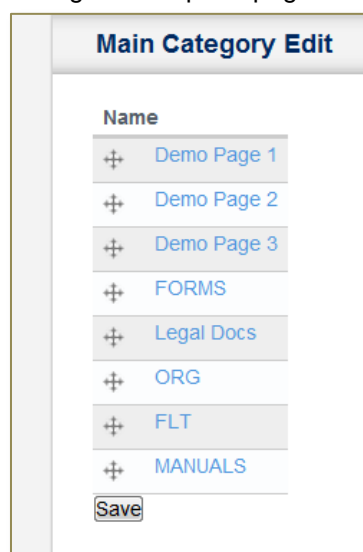 Main Category Edit
Name
Demo Page 1
Demo Page 2
Demo Page 3
FORMS
Legal Docs
ORG
FLT
MANUALS
Save